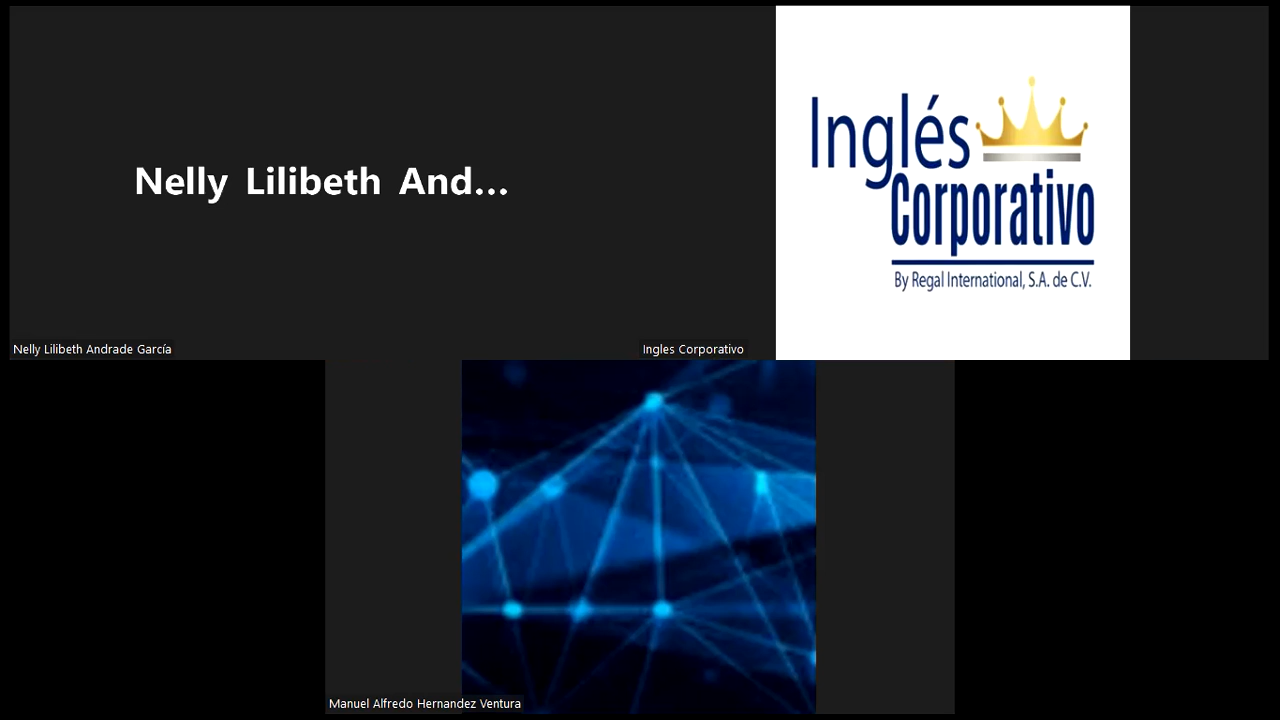 Nelly Lilibeth And...
Nelly Lilibeth Andrade García
Inglés
Corporativo
By Regal International, S.A. de C.V.
Ingles Corporativo
Manuel Alfredo Hernandez Ventura